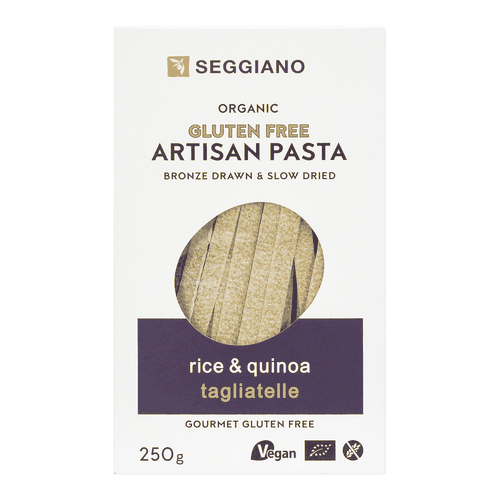 SEGGIANO
ORGANIC
GLUTEN FREE
ARTISAN PASTA
BRONZE DRAWN & SLOW DRIED
rice & quinoa
tagliatelle
GOURMET GLUTEN FREE
250g
Vegan